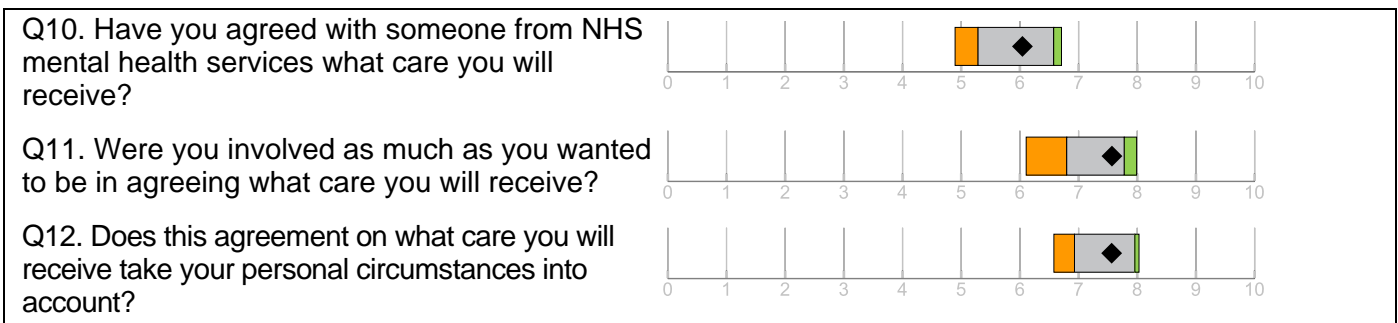 Q10. Have you agreed with someone from NHS
mental health services what care you will
receive?
0 1 2 3 4 5 6 7 8 9 10
Q11. Were you involved as much as you wanted
to be in agreeing what care you will receive?
0 1 2 3 4 5 6 7 8 9 10
Q12. Does this agreement on what care you will
receive take your personal circumstances into
account?
0 1 2 3 4 5 6 7 8 9 10